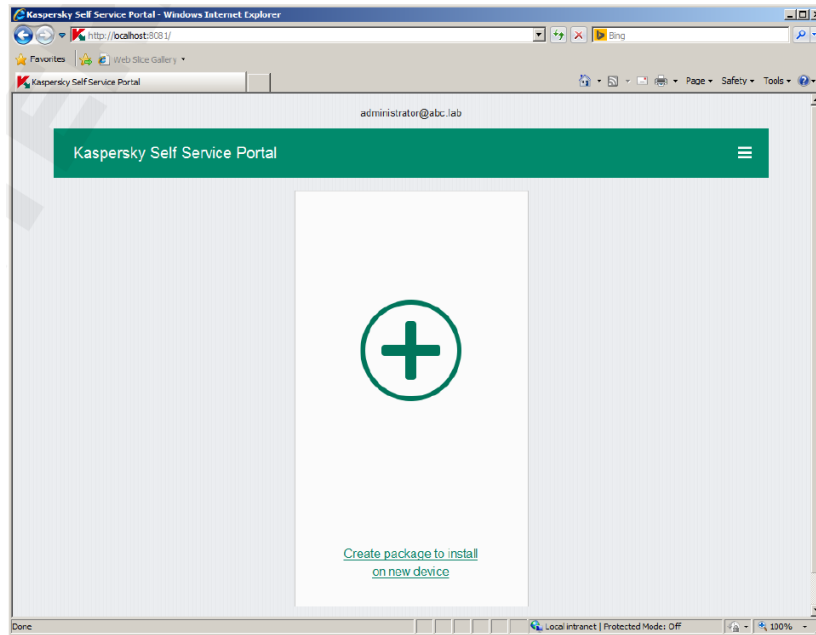 Kaspersky Self Service Portal - Windows Internet Explorer
http://localhost:8081/
Bing
Favorites Web Slice Gallery
Kaspersky Self Service Portal
Page Safety Tools
administrator@abc.lab
Kaspersky Self Service Portal
Create package to install
on new device
Done
Local intranet | Protected Mode: Off
100%